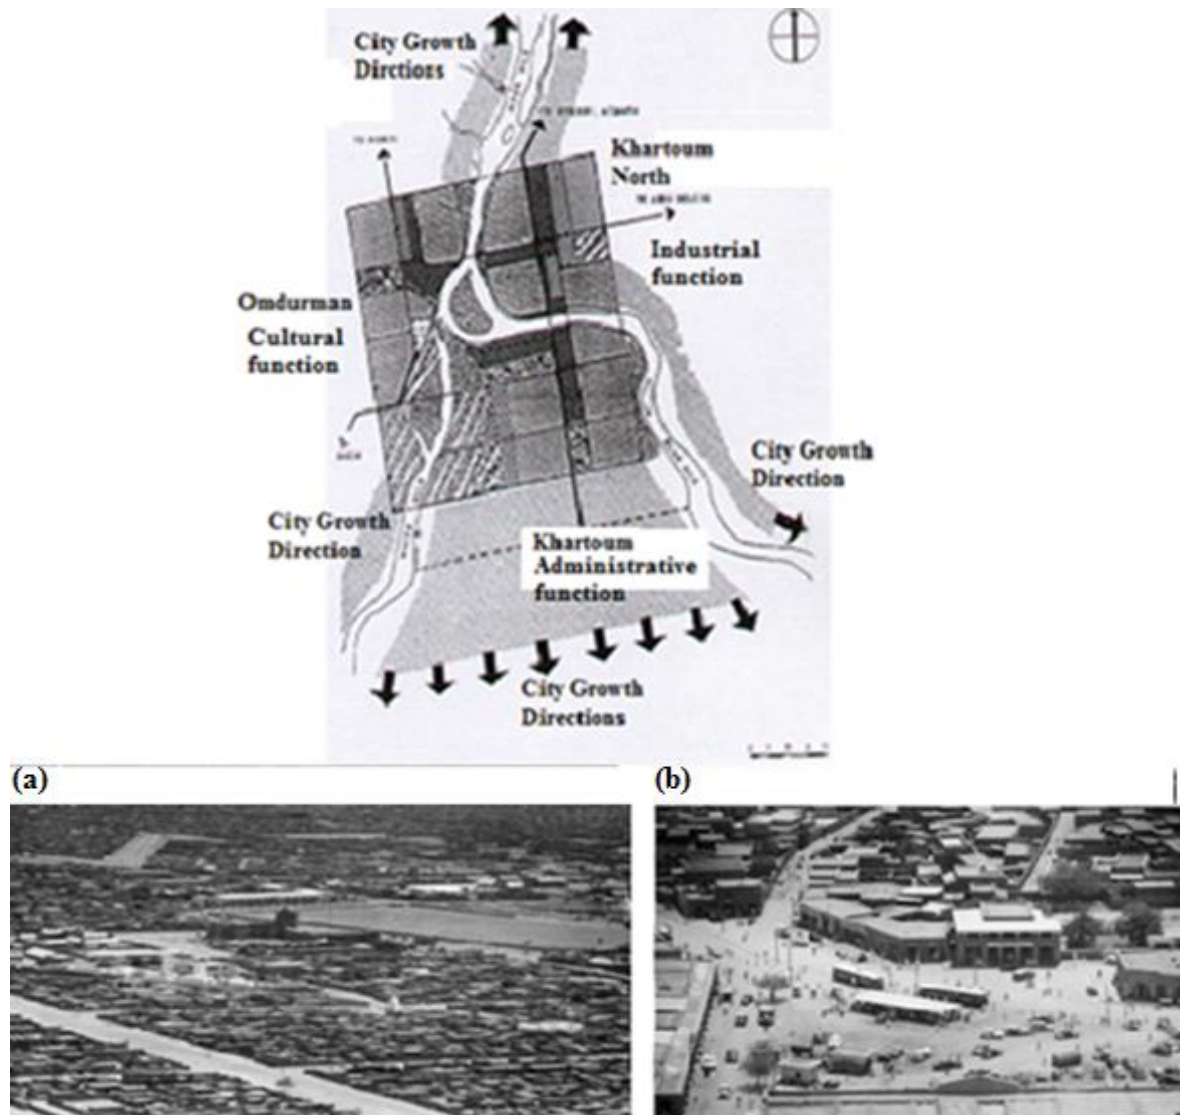 City Growth
Dirctions
Khartoum
North
Industrial
function
Omdurman
Cultural
function
City Growth
Direction
City Growth
Direction
Khartoum
Administrative
function
City Growth
Directions
(a)
(b)